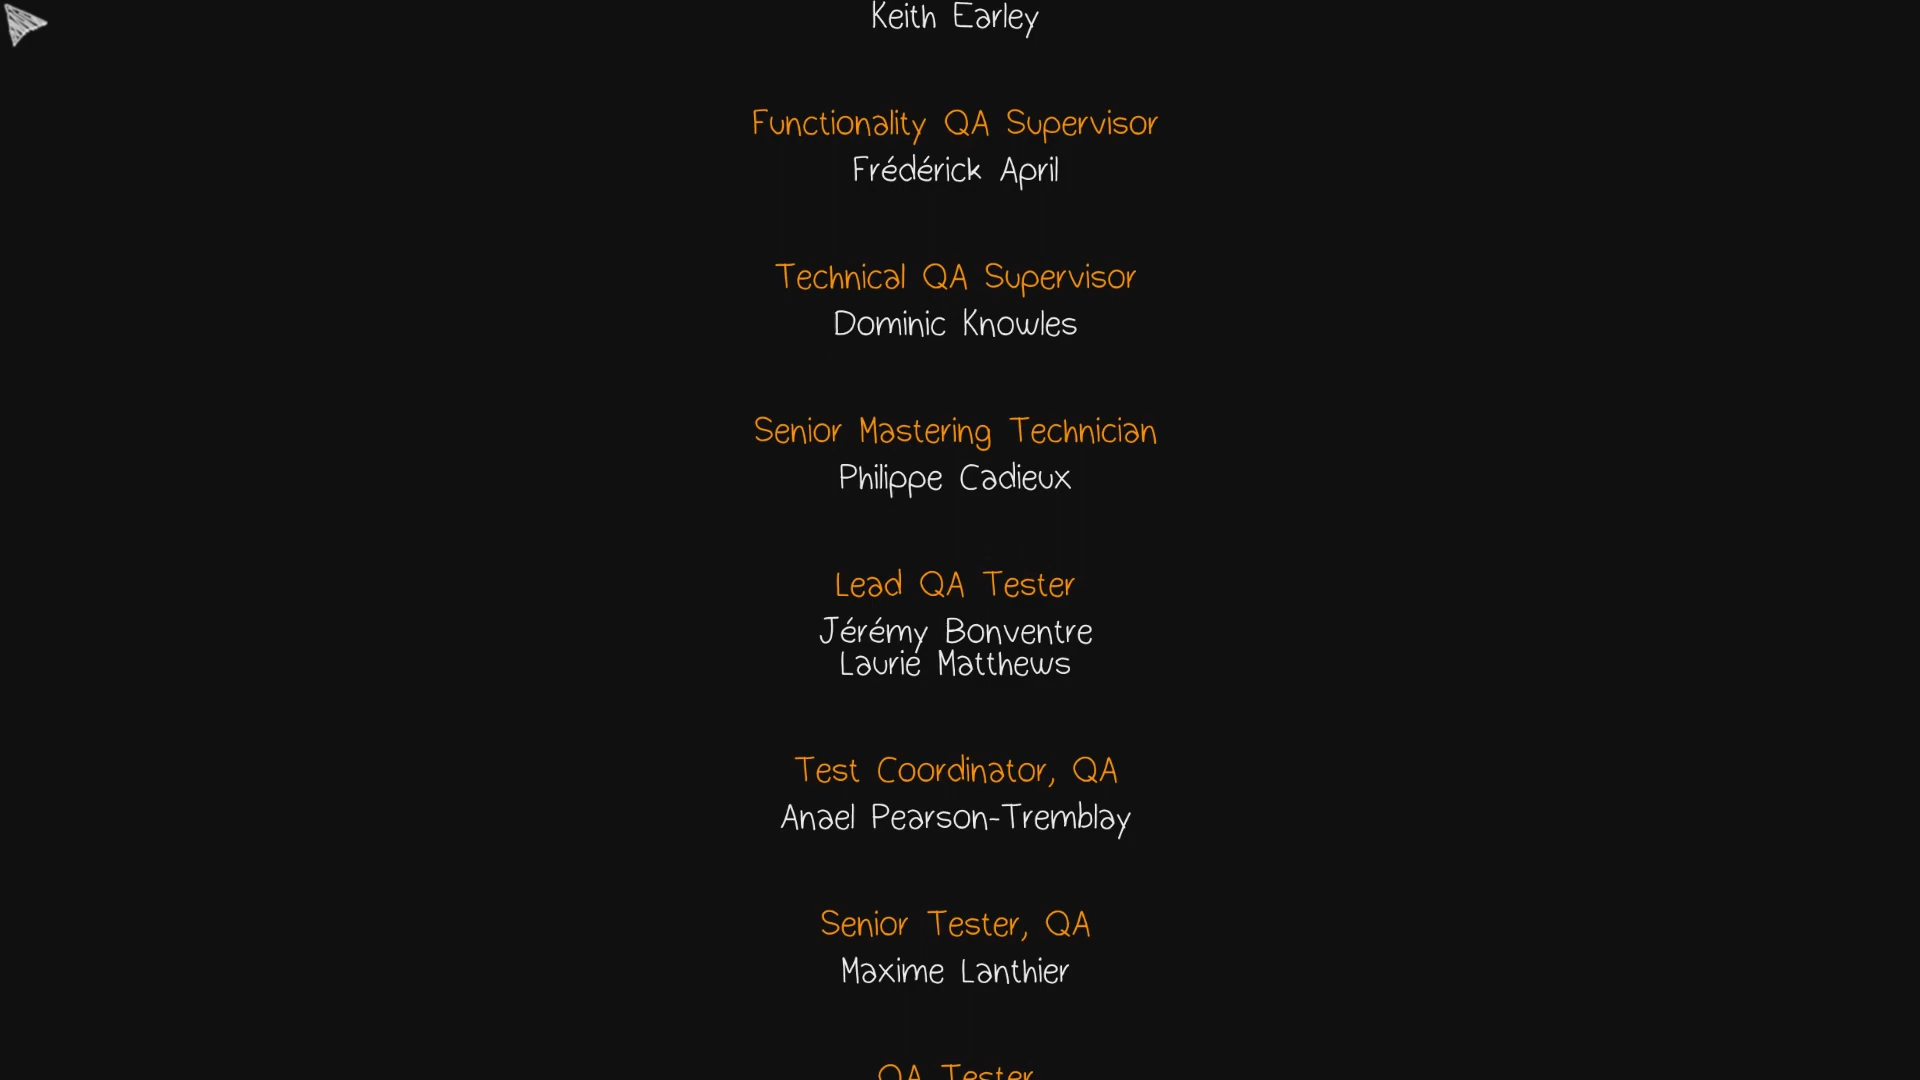 Keith Earley
Functionality QA Supervisor
Frédérick April
Technical QA Supervisor
Dominic Knowles
Senior Mastering Technician
Philippe Cadieux
Lead QA Tester
Jérémy Bonventre
Laurie Matthews
Test Coordinator, QA
Anael Pearson-Tremblay
Senior Tester, QA
Maxime Lanthier
QA Tester